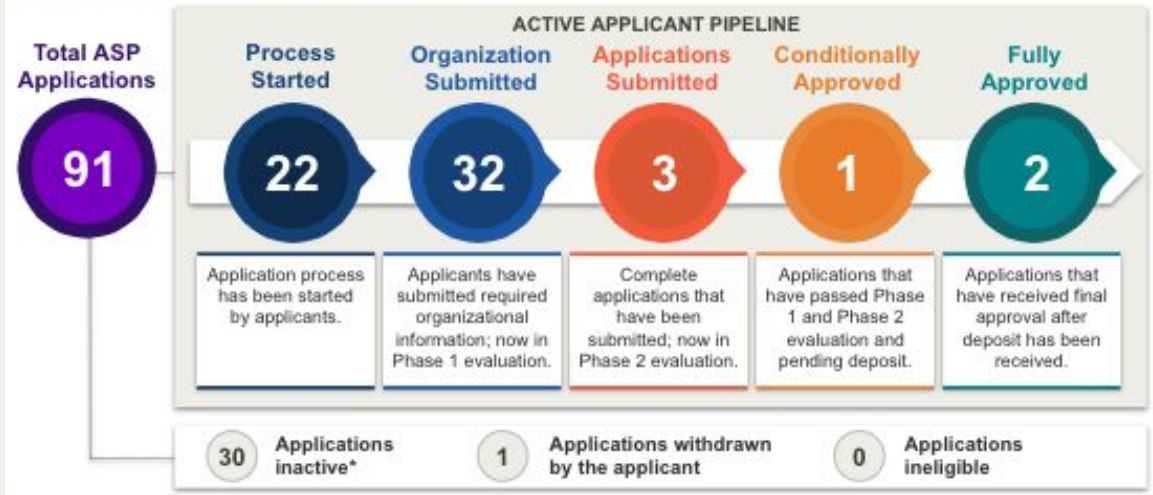 ACTIVE APPLICANT PIPELINE
Total ASP
Applications
91
Process
Started
22
Application process
has been started
by applicants.
Organization
Submitted
32
Applicants have
submitted required
organizational
information; now in
Phase 1 evaluation.
Applications
Submitted
3
Complete
applications that
have been
submitted; now in
Phase 2 evaluation.
Conditionally
Approved
1
Applications that
have passed Phase
1 and Phase 2
evaluation and
pending deposit.
Fully
Approved
2
Applications that
have received final
approval after
deposit has been
received.
30
Applications
inactive*
1
Applications withdrawn
by the applicant
0
Applications
ineligible